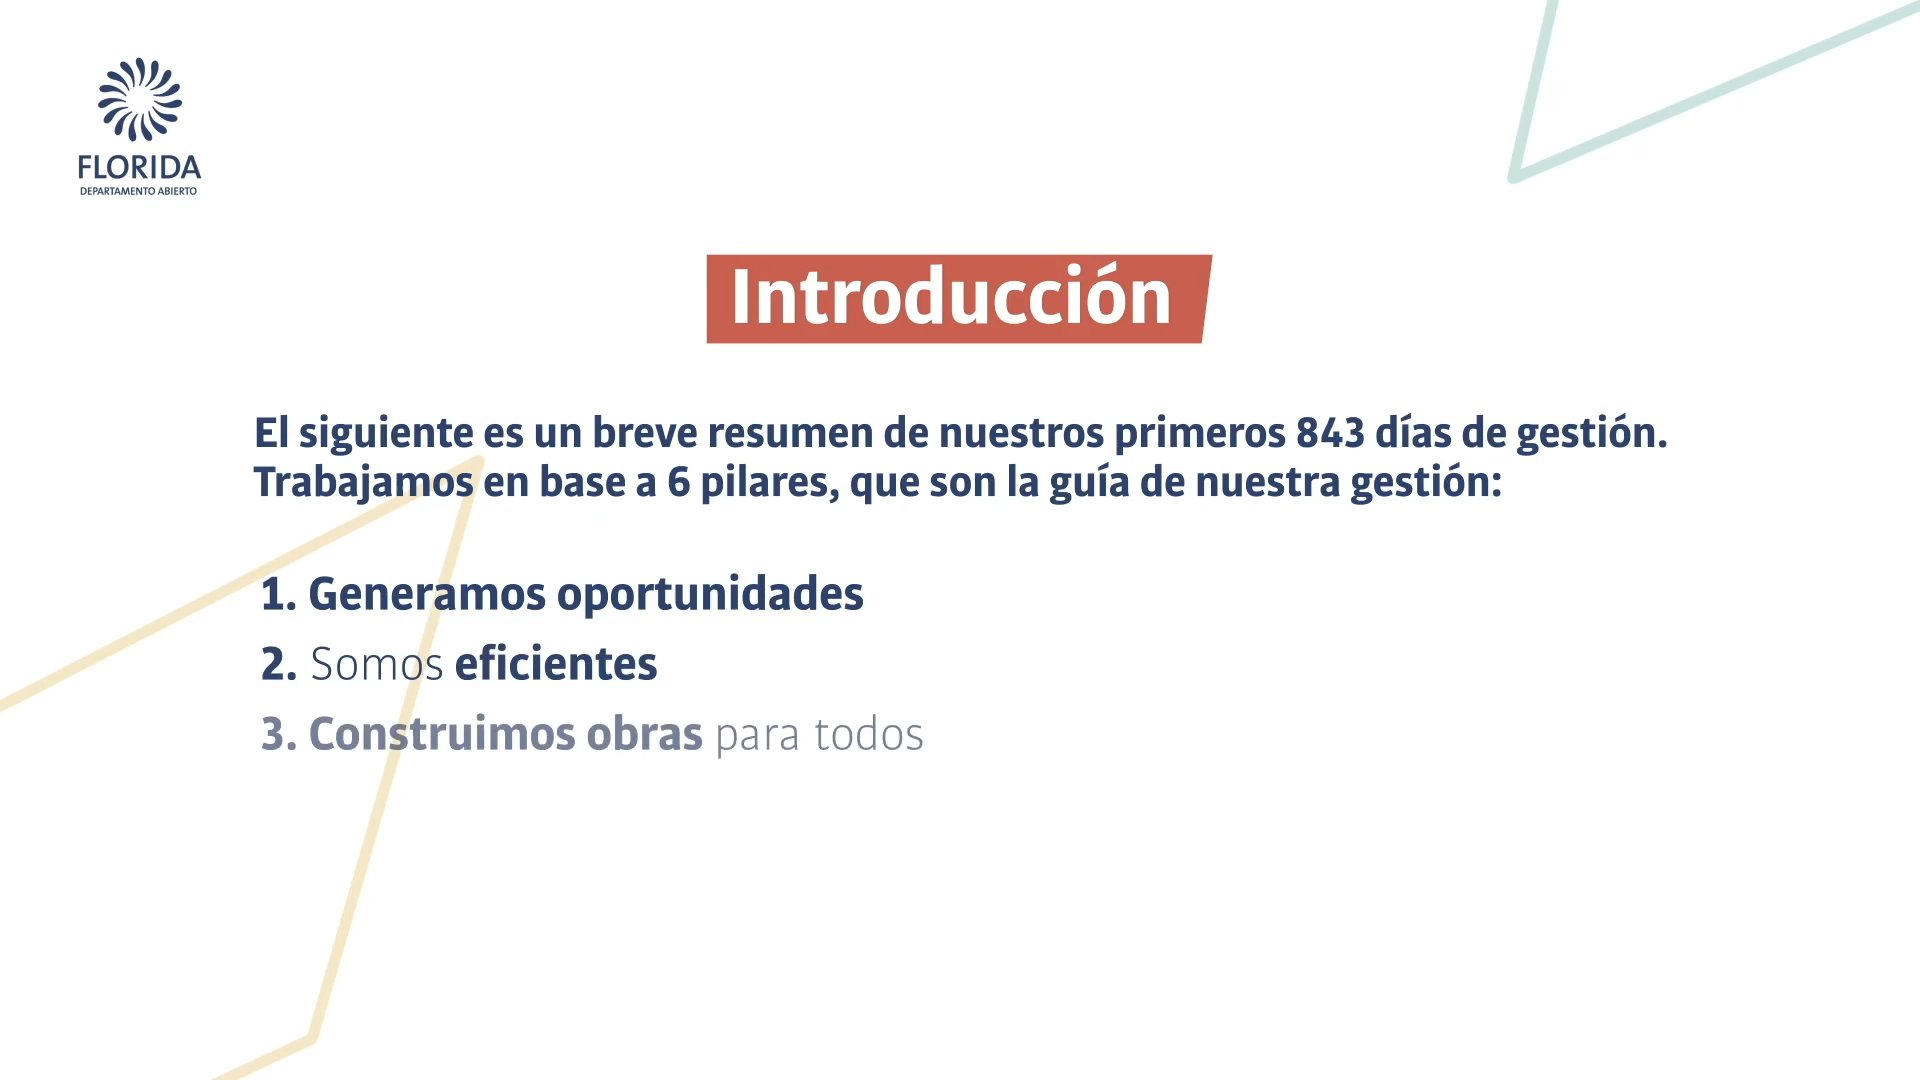 FLORIDA
DEPARTAMENTO ABIERTO
Introducción
El siguiente es un breve resumen de nuestros primeros 843 días de gestión.
Trabajamos en base a 6 pilares, que son la guía de nuestra gestión:
1. Generamos oportunidades
2. Somos eficientes
3. Construimos obras para todos